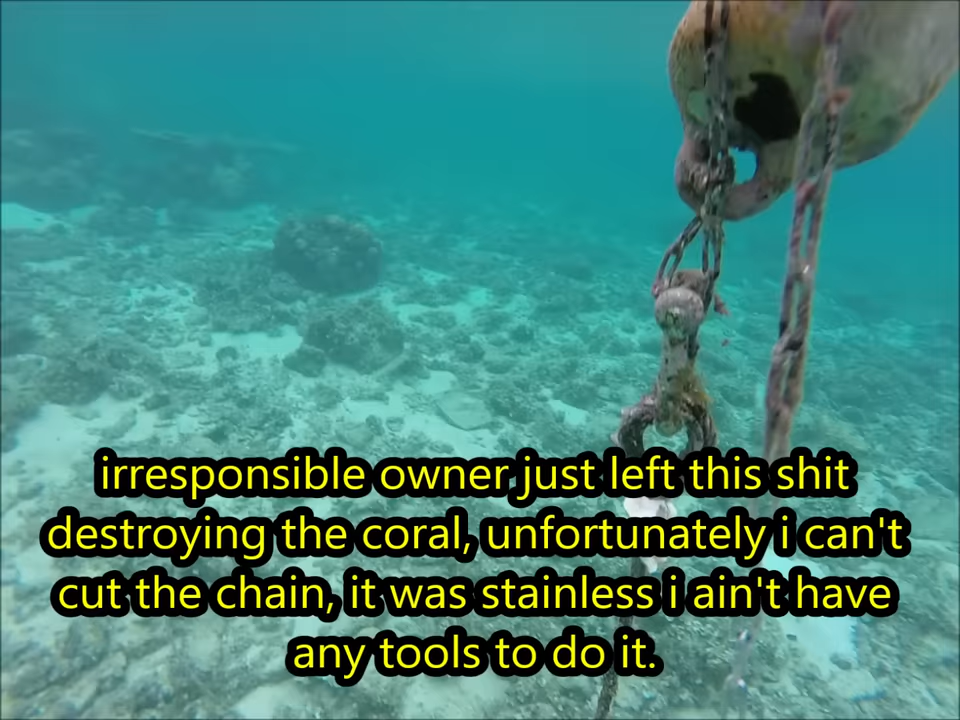 irresponsible owner just left this shit
destroying the coral, unfortunately i can't
cut the chain, it was stainless i ain't have
any tools to do it.